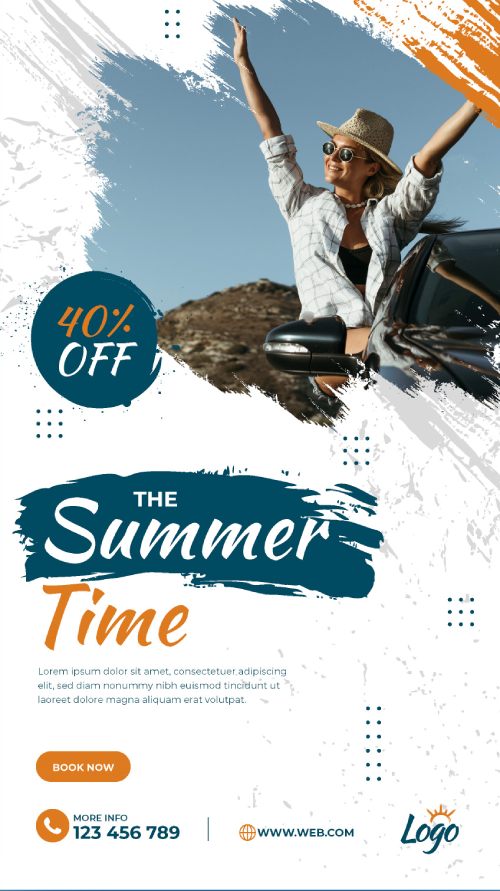 40%
OFF
THE
Summer
Time
Lorem ipsum dolor sit amet, consectetuer adipiscing
elit, sed diam nonummy nibh euismod tincidunt ut
laoreet dolore magna aliquam erat volutpat.
BOOK NOW
MORE INFO
123 456 789
WWW.WEB.COM
Logo